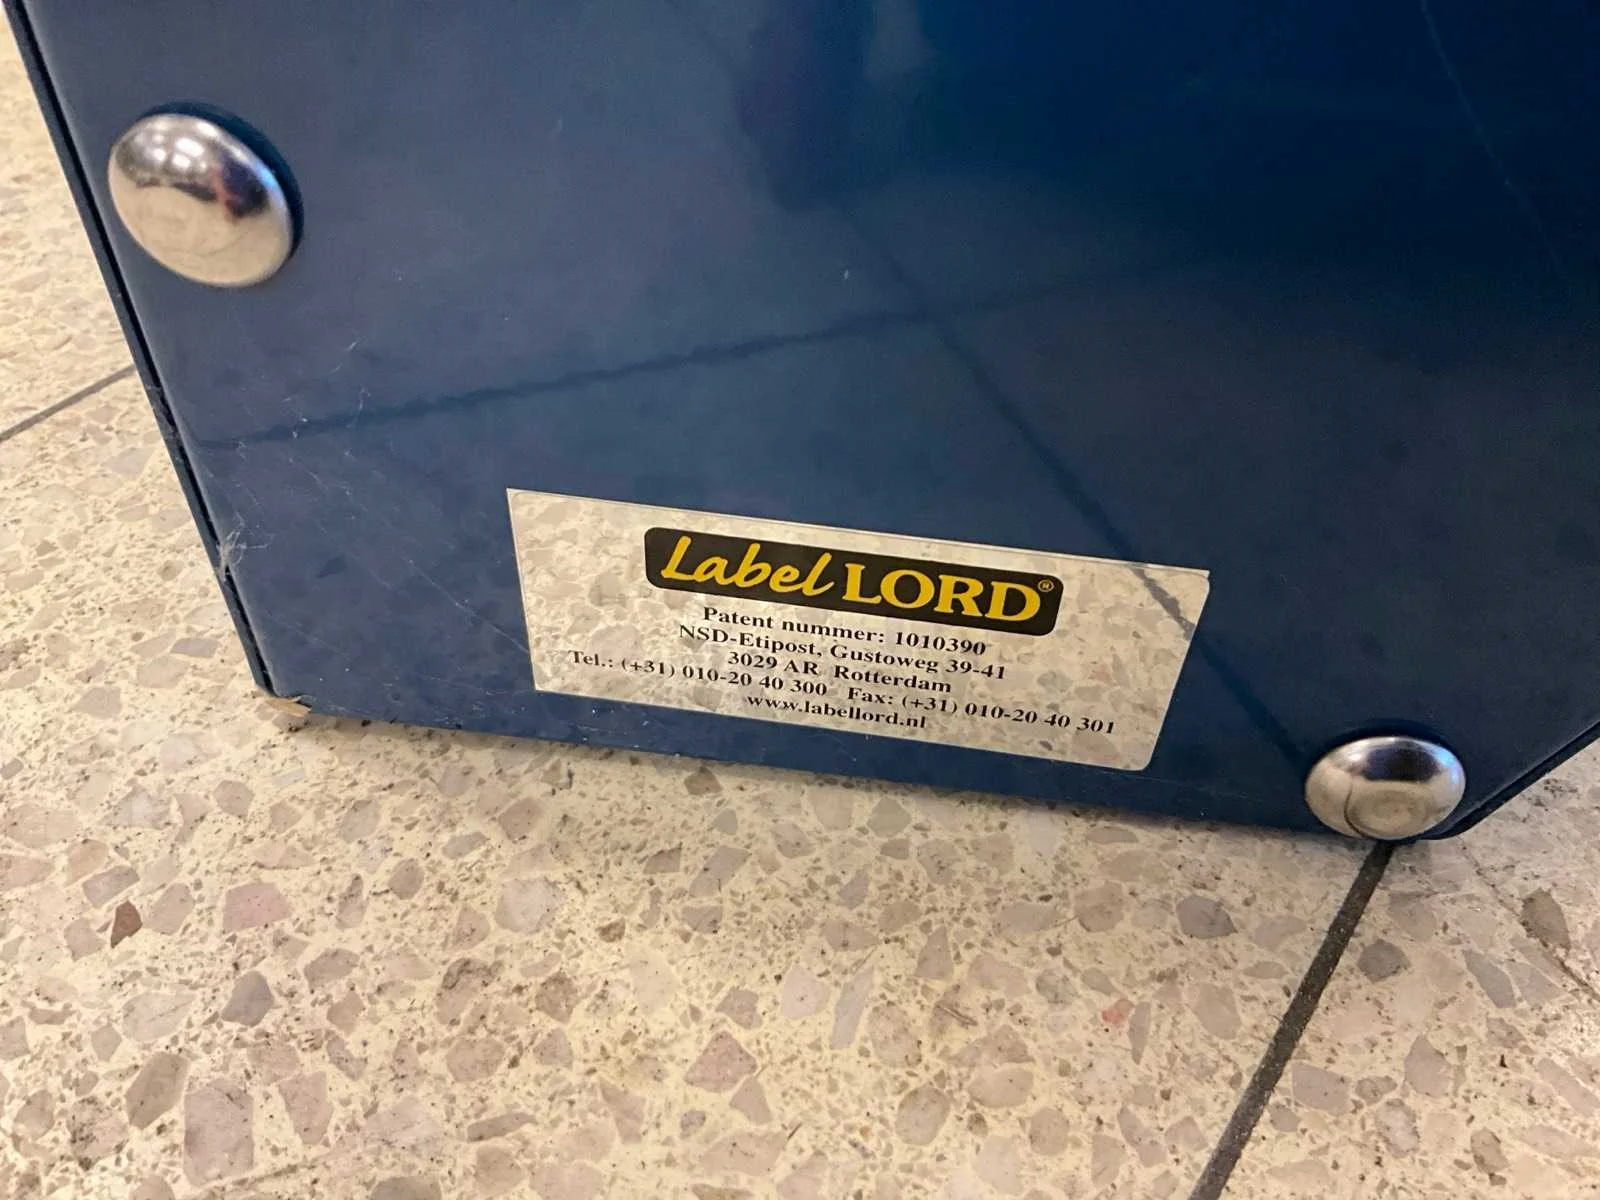 Label LORD®
Patent nummer: 1010390
NSD-Etipost, Gustoweg 39-41
3029 AR Rotterdam
Tel.: (+31) 010-20 40 300 Fax: (+31) 010-20 40 301
www.labellord.nl